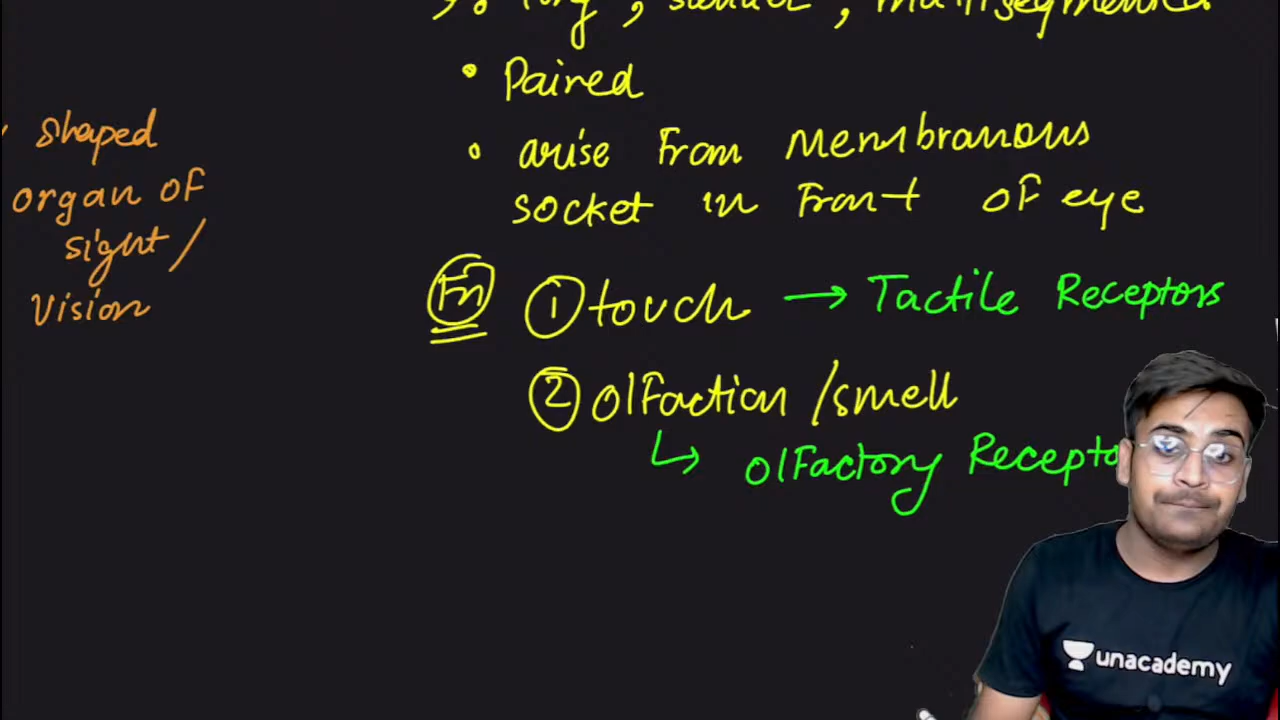 shaped
organ of
sight/
Vision
• Paired
• arise from membranous
socket in front of eye
Fn ① touch → Tactile Receptors
② olfaction /smell
↳ olfactory
unacademy